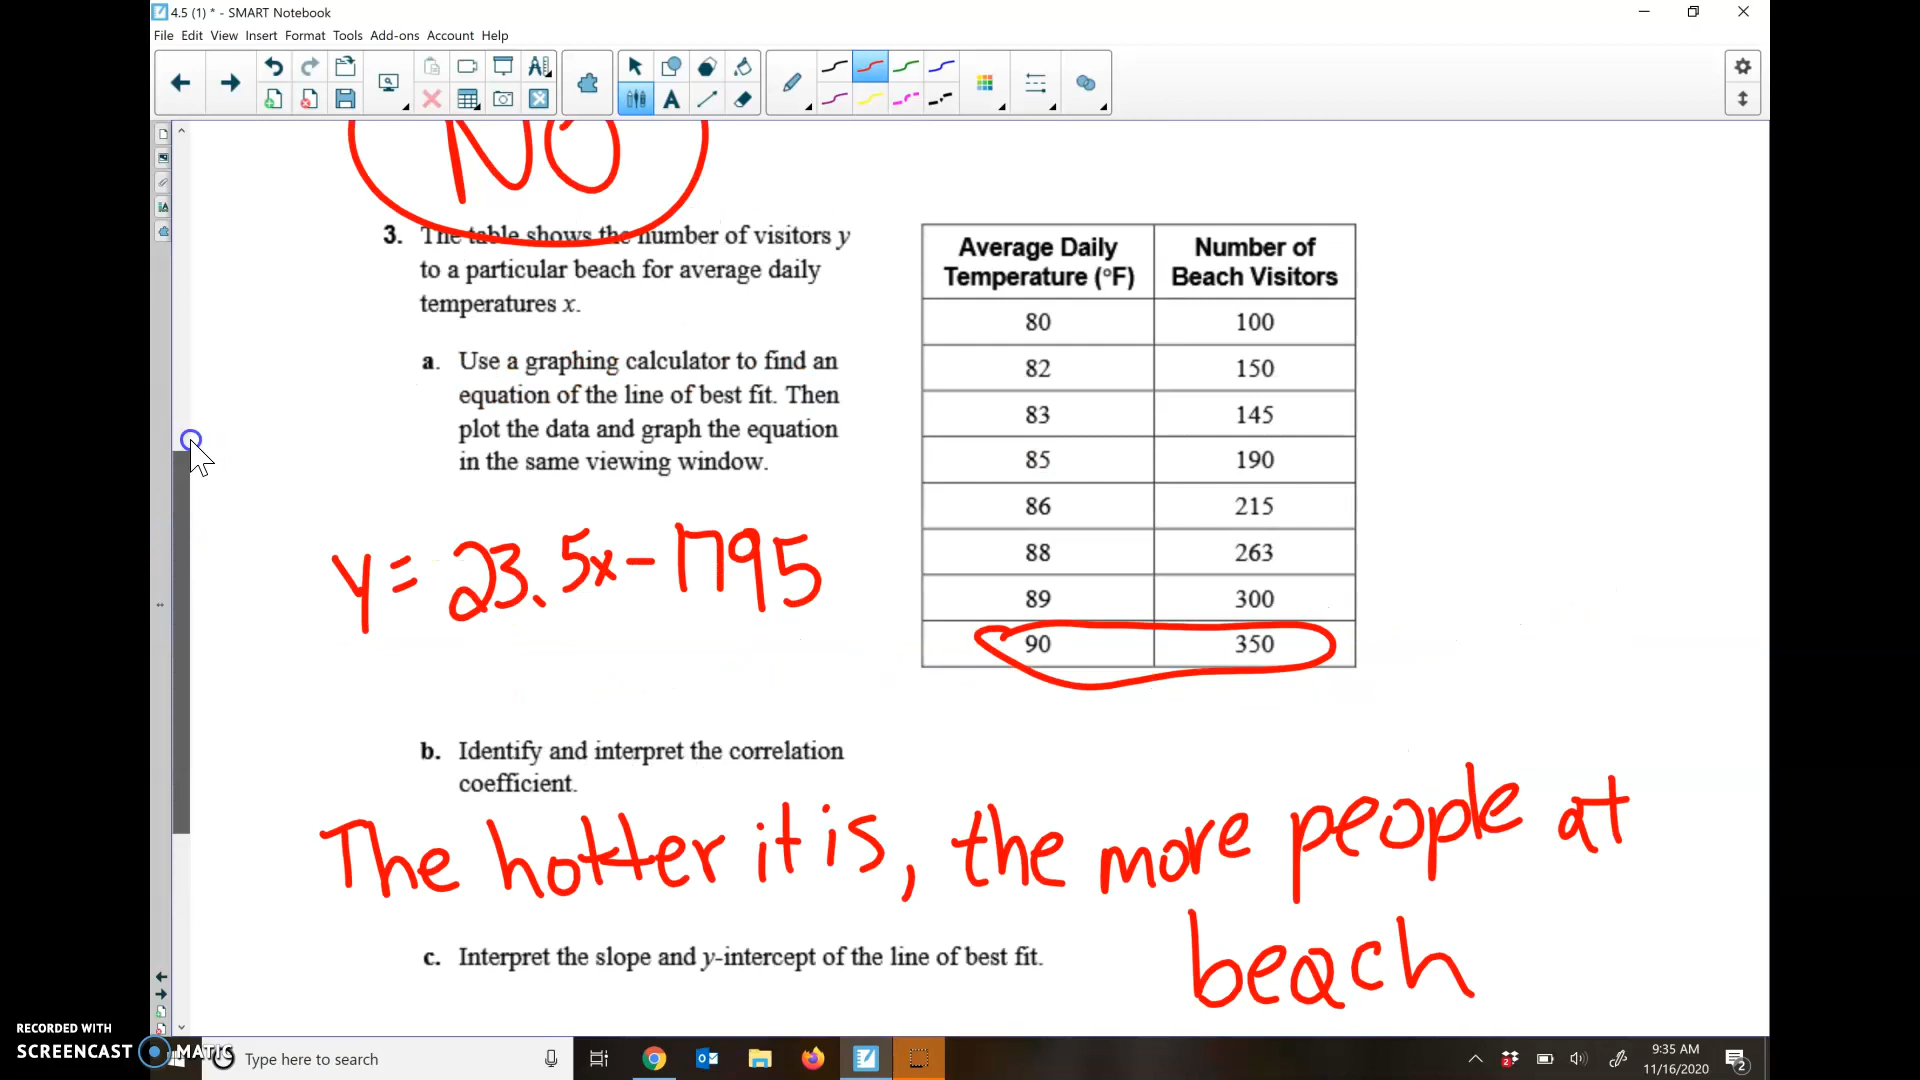 4.5 (1) * - SMART Notebook
File Edit View Insert Format Tools Add-ons Account Help
NO
3. The table shows the number of visitors y
to a particular beach for average daily
temperatures x.
a. Use a graphing calculator to find an
equation of the line of best fit. Then
plot the data and graph the equation
in the same viewing window.
y = 23.5x - 1795
Average Daily Temperature (°F) Number of Beach Visitors
80 100
82 150
83 145
85 190
86 215
88 263
89 300
90 350
b. Identify and interpret the correlation
coefficient.
The hotter it is, the more people at
beach
c. Interpret the slope and y-intercept of the line of best fit.
RECORDED WITH
SCREENCAST MATIC
Type here to search
9:35 AM
11/16/2020
2
2